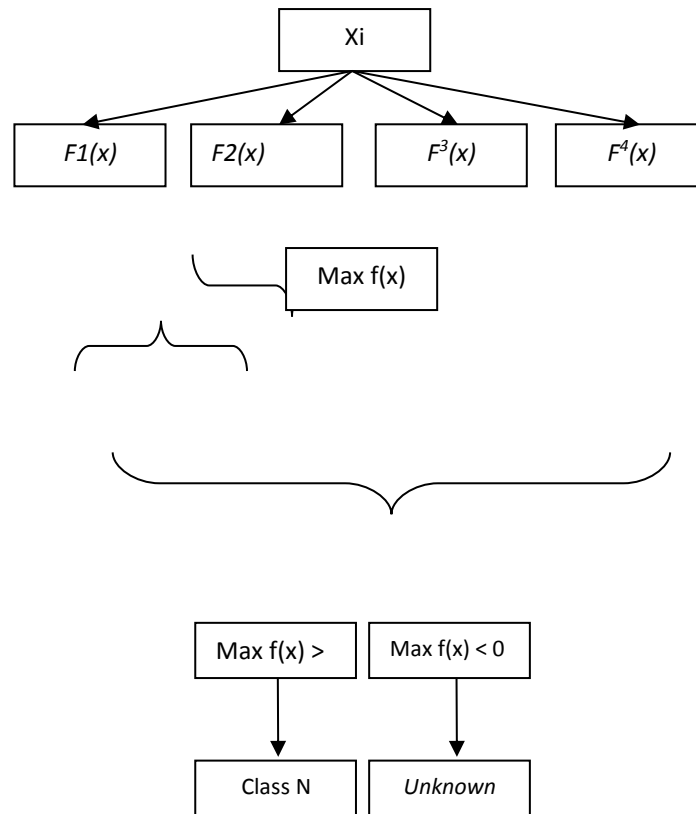 Xi
F1(x) F2(x) F³(x) F⁴(x)
Max f(x)
Max f(x) > Max f(x) < 0
Class N Unknown